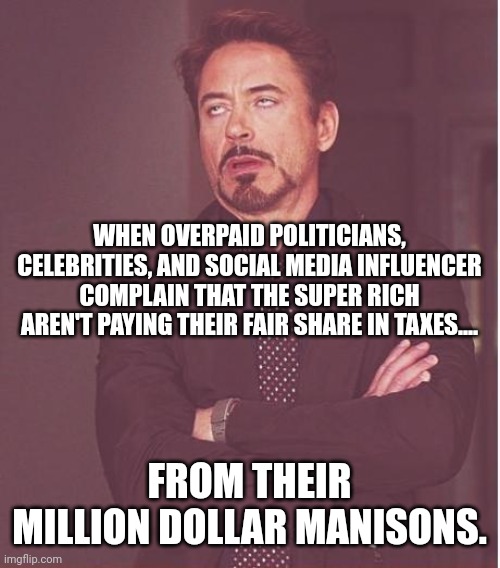 WHEN OVERPAID POLITICIANS,
CELEBRITIES, AND SOCIAL MEDIA INFLUENCER
COMPLAIN THAT THE SUPER RICH
AREN'T PAYING THEIR FAIR SHARE IN TAXES....
FROM THEIR
MILLION DOLLAR MANISONS.
imgflip.com